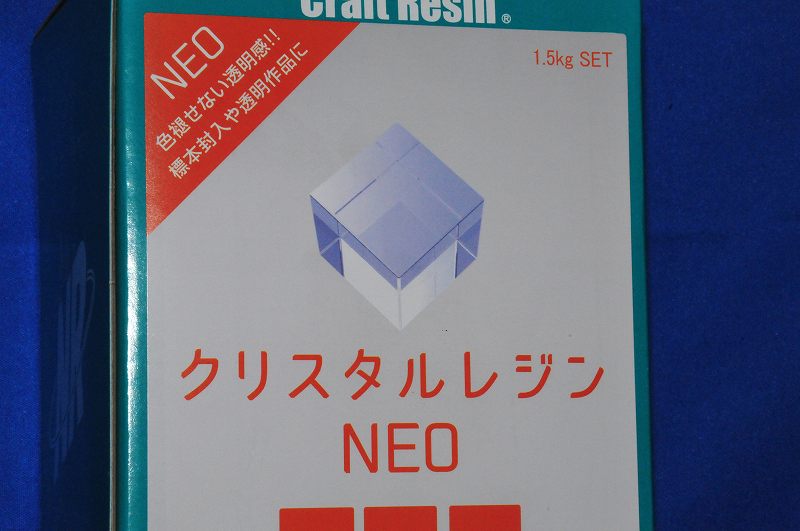 Craft Resin®
1.5kg SET
NEO
色褪せない透明感!!
標本封入や透明作品に
クリスタルレジン
NEO